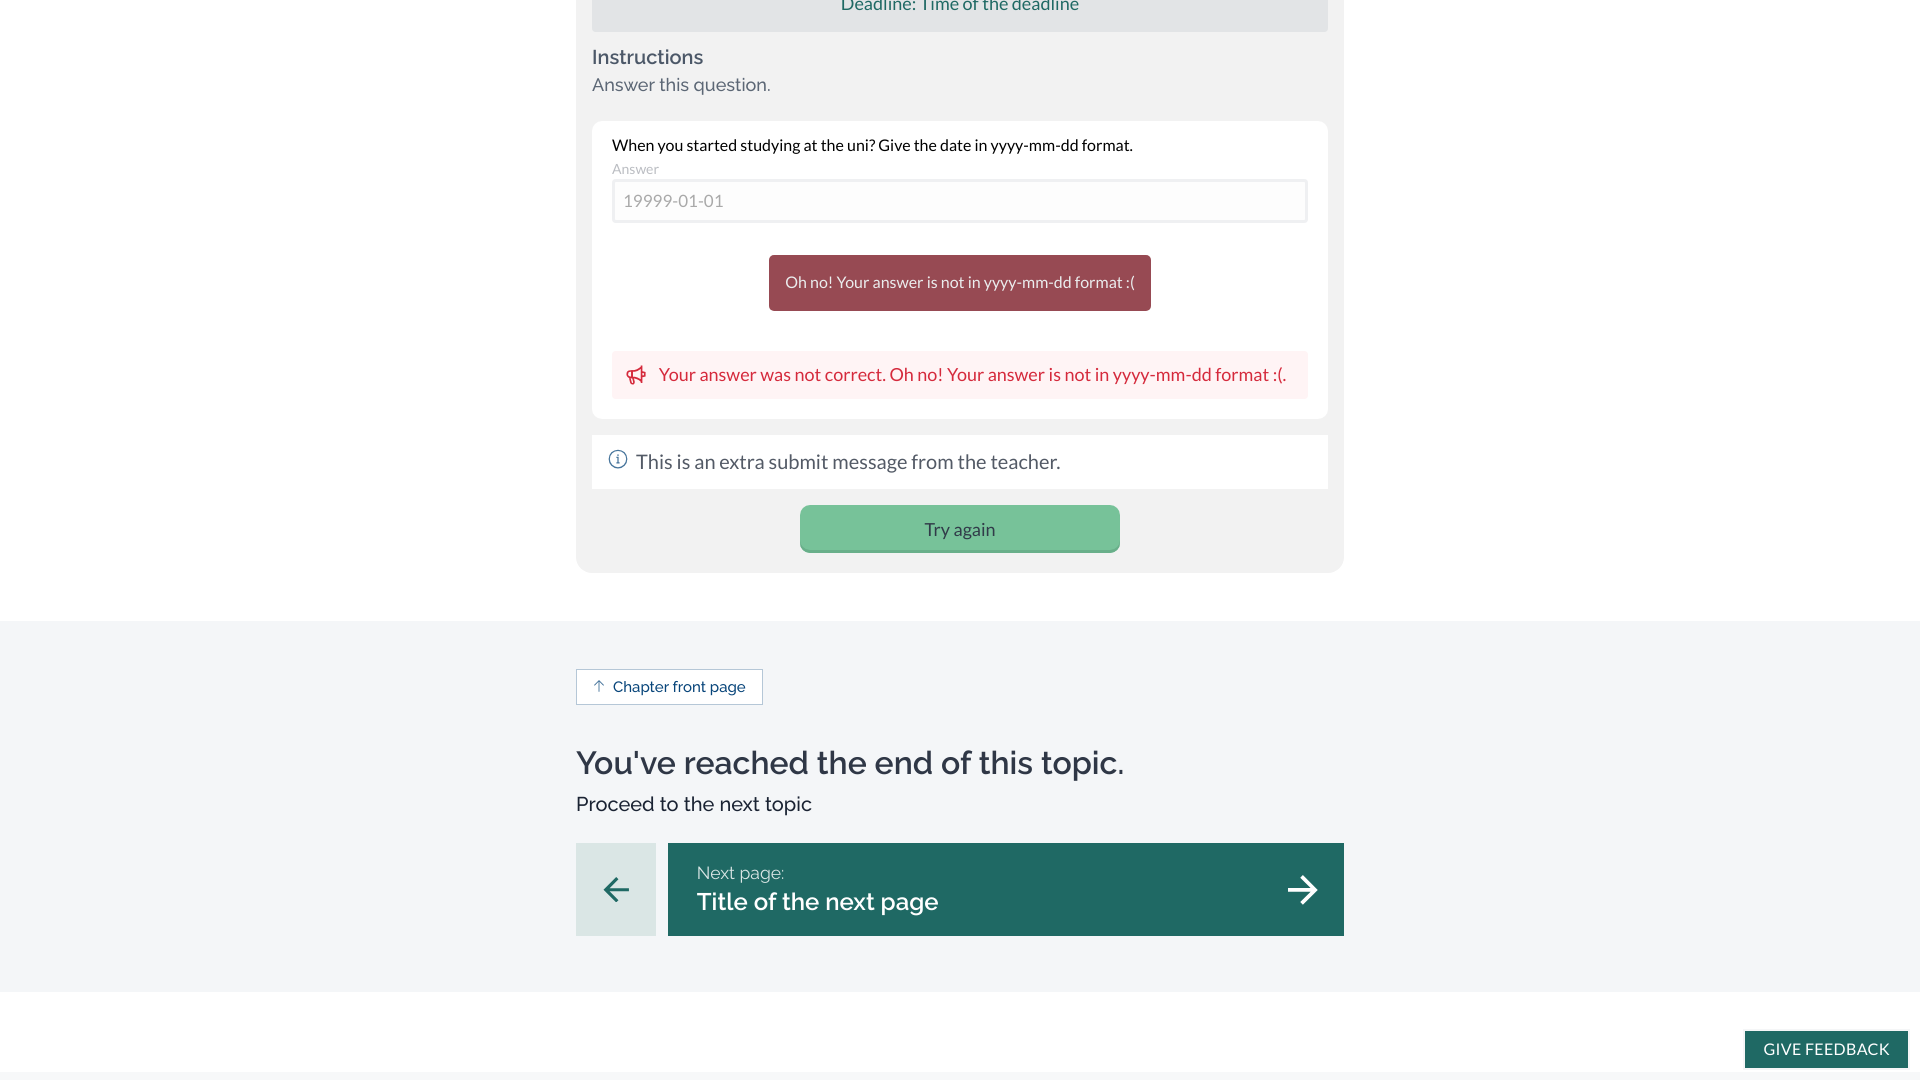 Deadline: Time of the deadline
Instructions
Answer this question.
When you started studying at the uni? Give the date in yyyy-mm-dd format.
Answer
19999-01-01
Oh no! Your answer is not in yyyy-mm-dd format :(
Your answer was not correct. Oh no! Your answer is not in yyyy-mm-dd format :(.
This is an extra submit message from the teacher.
Try again
Chapter front page
You've reached the end of this topic.
Proceed to the next topic
Next page:
Title of the next page
GIVE FEEDBACK